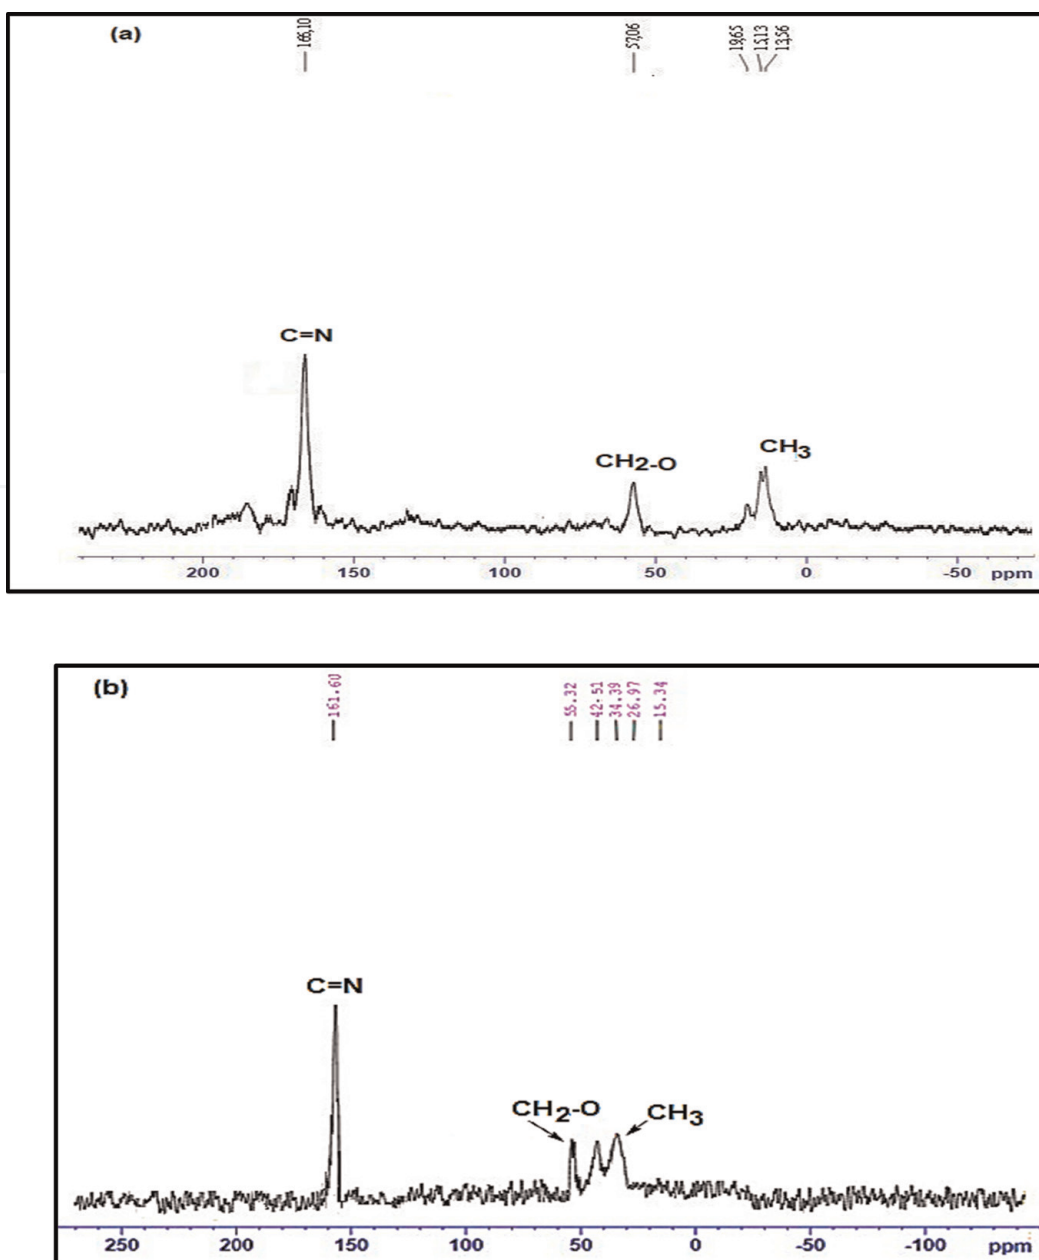 (a)
166,10
57,06
19,65
15,13
13,56
C=N
CH2-O
CH3
200 150 100 50 0 -50 ppm
(b)
161.60
55.32
42.51
34.39
26.97
15.34
C=N
CH2-O
CH3
250 200 150 100 50 0 -50 -100 ppm